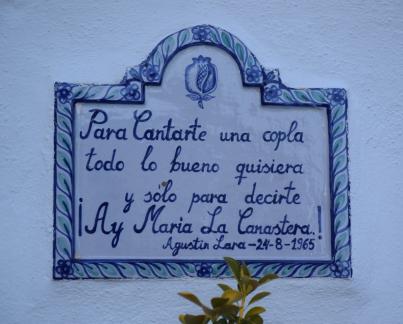 Para Cantarte una copla
todo lo bueno quisiera
y solo para decirte
¡Ay Maria La Canastera.!
Agustin Lara-24-8-1965